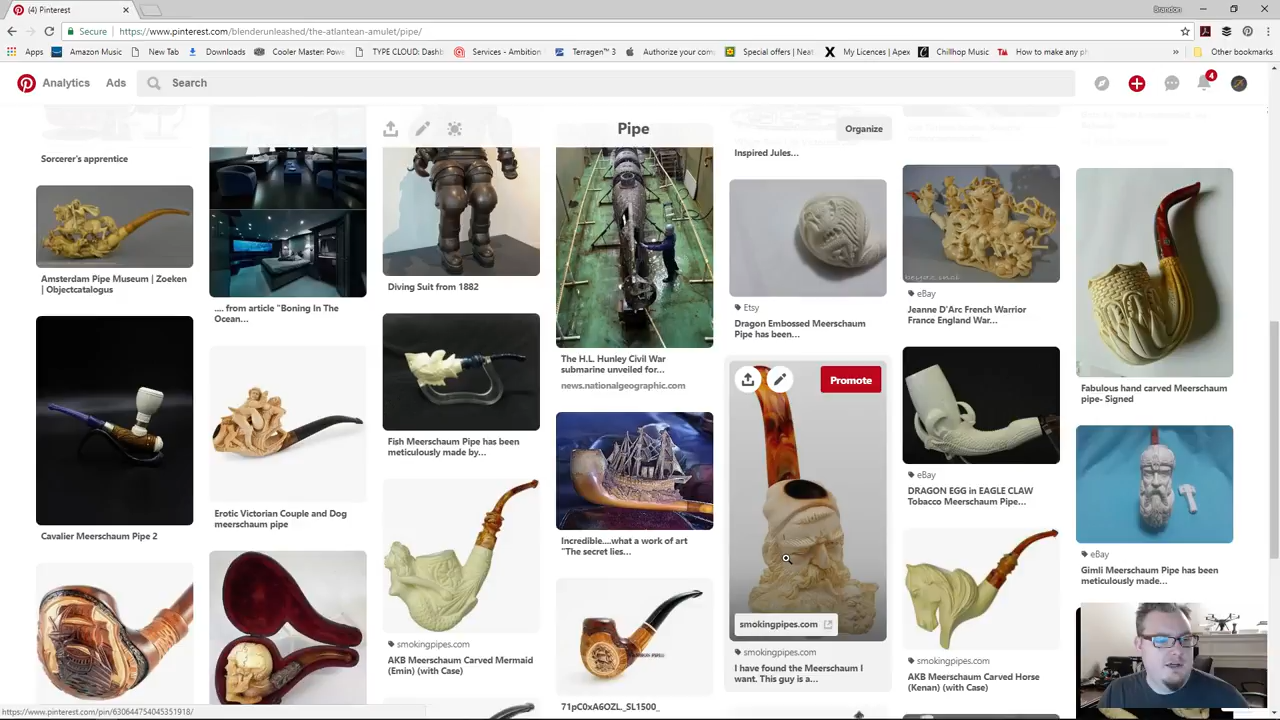 (4) Pinterest
Brandon
Secure
https://www.pinterest.com/blenderunleashed/the-atlantean-amulet/pipe/
Apps
Amazon Music
New Tab
Downloads
Cooler Master: Power
TYPE CLOUD: Dashb
Services - Ambition
Terragen 3
Authorize your comp
Special offers | Neat
My Licences | Apex
Chillhop Music
How to make any ph
Other bookmarks
Analytics
Ads
Search
4
Pipe
Organize
Sorcerer's apprentice
Amsterdam Pipe Museum | Zoeken
| Objectcatalogus
Cavalier Meerschaum Pipe 2
.... from article "Boning In The
Ocean...
Erotic Victorian Couple and Dog
meerschaum pipe
Diving Suit from 1882
Fish Meerschaum Pipe has been
meticulously made by...
smokingpipes.com
AKB Meerschaum Carved Mermaid
(Emin) (with Case)
The H.L. Hunley Civil War
submarine unveiled for...
news.nationalgeographic.com
Incredible....what a work of art
"The secret lies...
71pC0xA6OZL._SL1500_
Inspired Jules...
Etsy
Dragon Embossed Meerschaum
Pipe has been...
Promote
smokingpipes.com
smokingpipes.com
I have found the Meerschaum I
want. This guy is a...
eBay
Jeanne D'Arc French Warrior
France England War...
eBay
DRAGON EGG in EAGLE CLAW
Tobacco Meerschaum Pipe...
smokingpipes.com
AKB Meerschaum Carved Horse
(Kenan) (with Case)
Fabulous hand carved Meerschaum
pipe- Signed
eBay
Gimli Meerschaum Pipe has been
meticulously made...
https://www.pinterest.com/pin/630644754045351918/